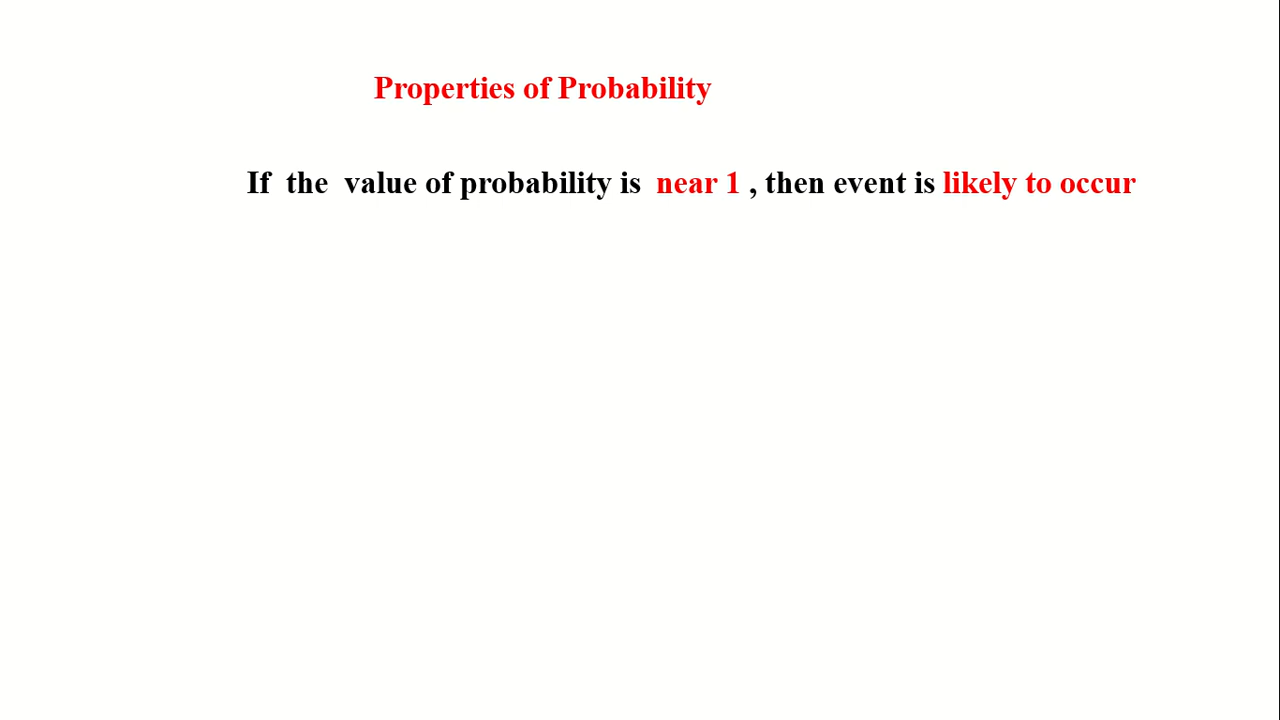 Properties of Probability
If the value of probability is near 1 , then event is likely to occur